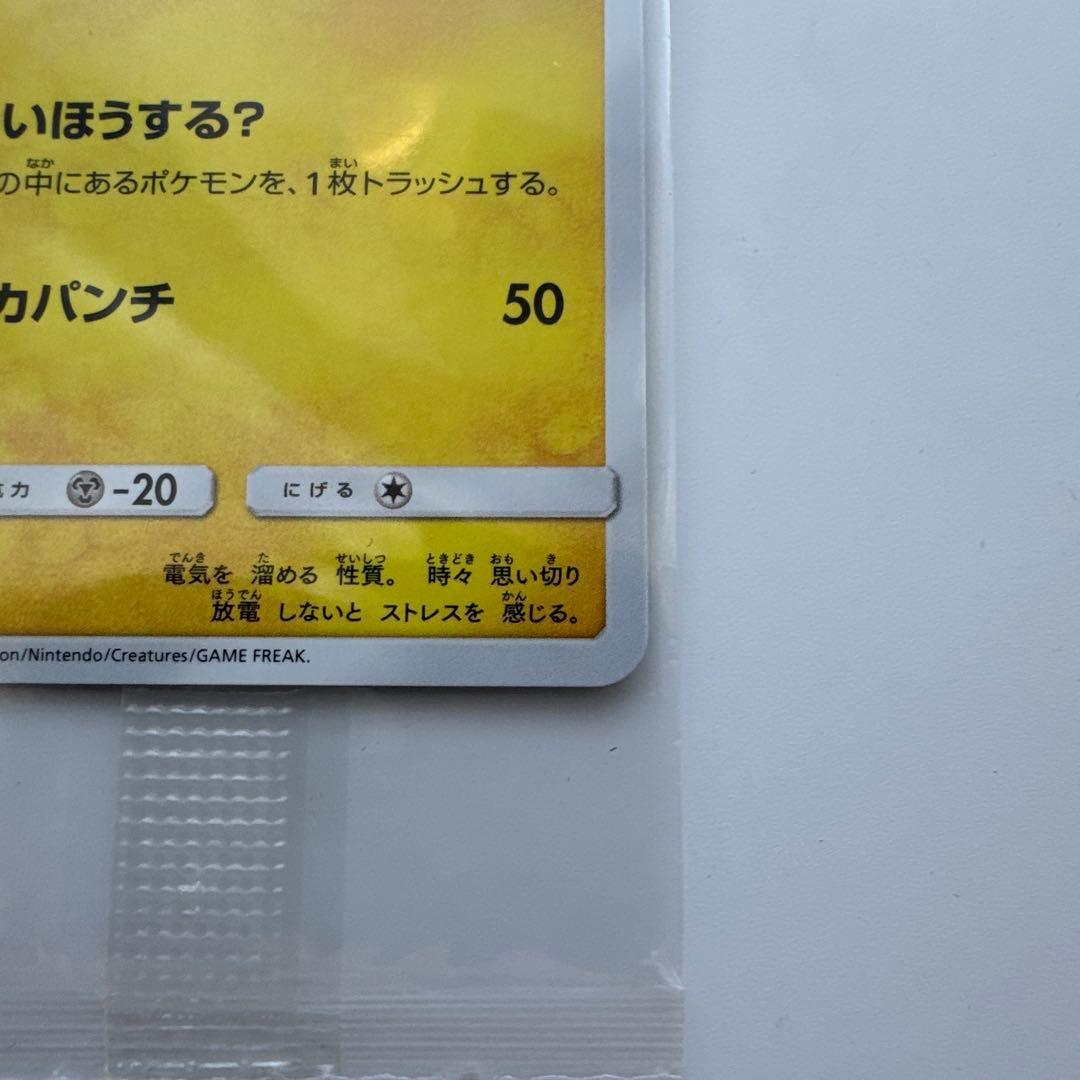 いほうする?
の中にあるポケモンを、1枚トラッシュする。
カパンチ 50
力 -20 にげる
電気を 溜める 性質。 時々 思い切り
放電 しないと ストレスを 感じる。
on/Nintendo/Creatures/GAME FREAK.